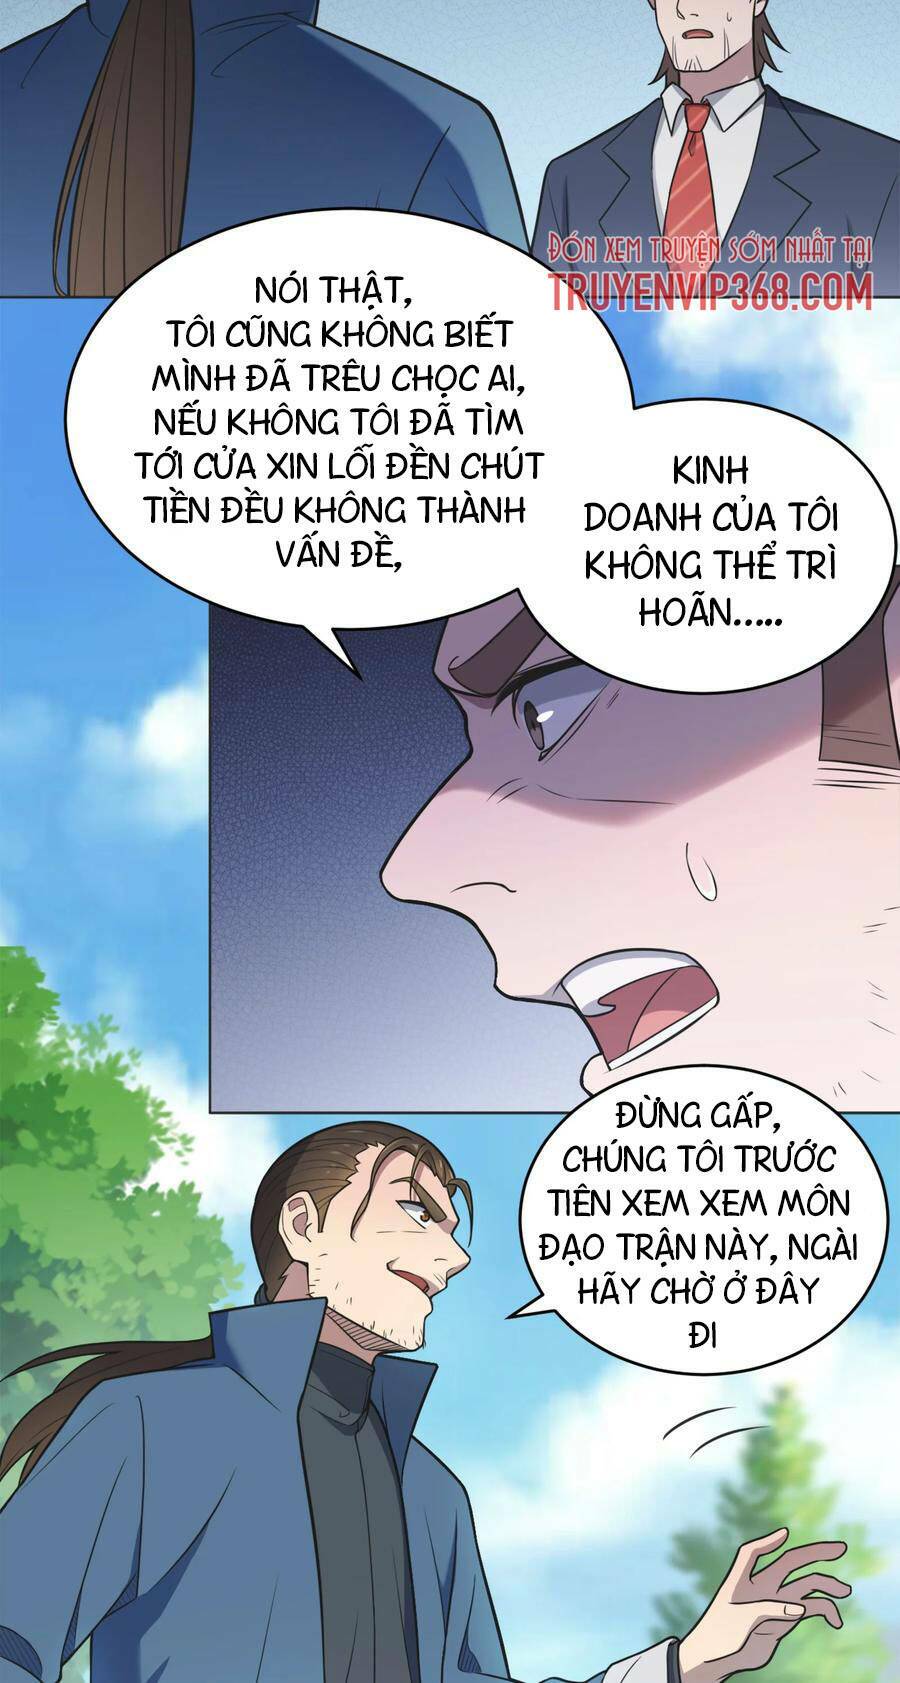 ĐÓN XEM TRUYỆN SỚM NHẤT TẠI
TRUYENVIP368.COM
NÓI THẬT,
TÔI CŨNG KHÔNG BIẾT
MÌNH ĐÃ TRÊU CHỌC AI,
NẾU KHÔNG TÔI ĐÃ TÌM
TỚI CỬA XIN LỐI ĐỀN CHÚT
TIỀN ĐỀU KHÔNG THÀNH
VẤN ĐỀ,
KINH
DOANH CỦA TÔI
KHÔNG THỂ TRÌ
HOÃN.....
ĐỪNG GẤP,
CHÚNG TÔI TRƯỚC
TIÊN XEM XEM MÔN
ĐẠO TRẬN NÀY, NGÀI
HÃY CHỜ Ở ĐÂY
ĐI